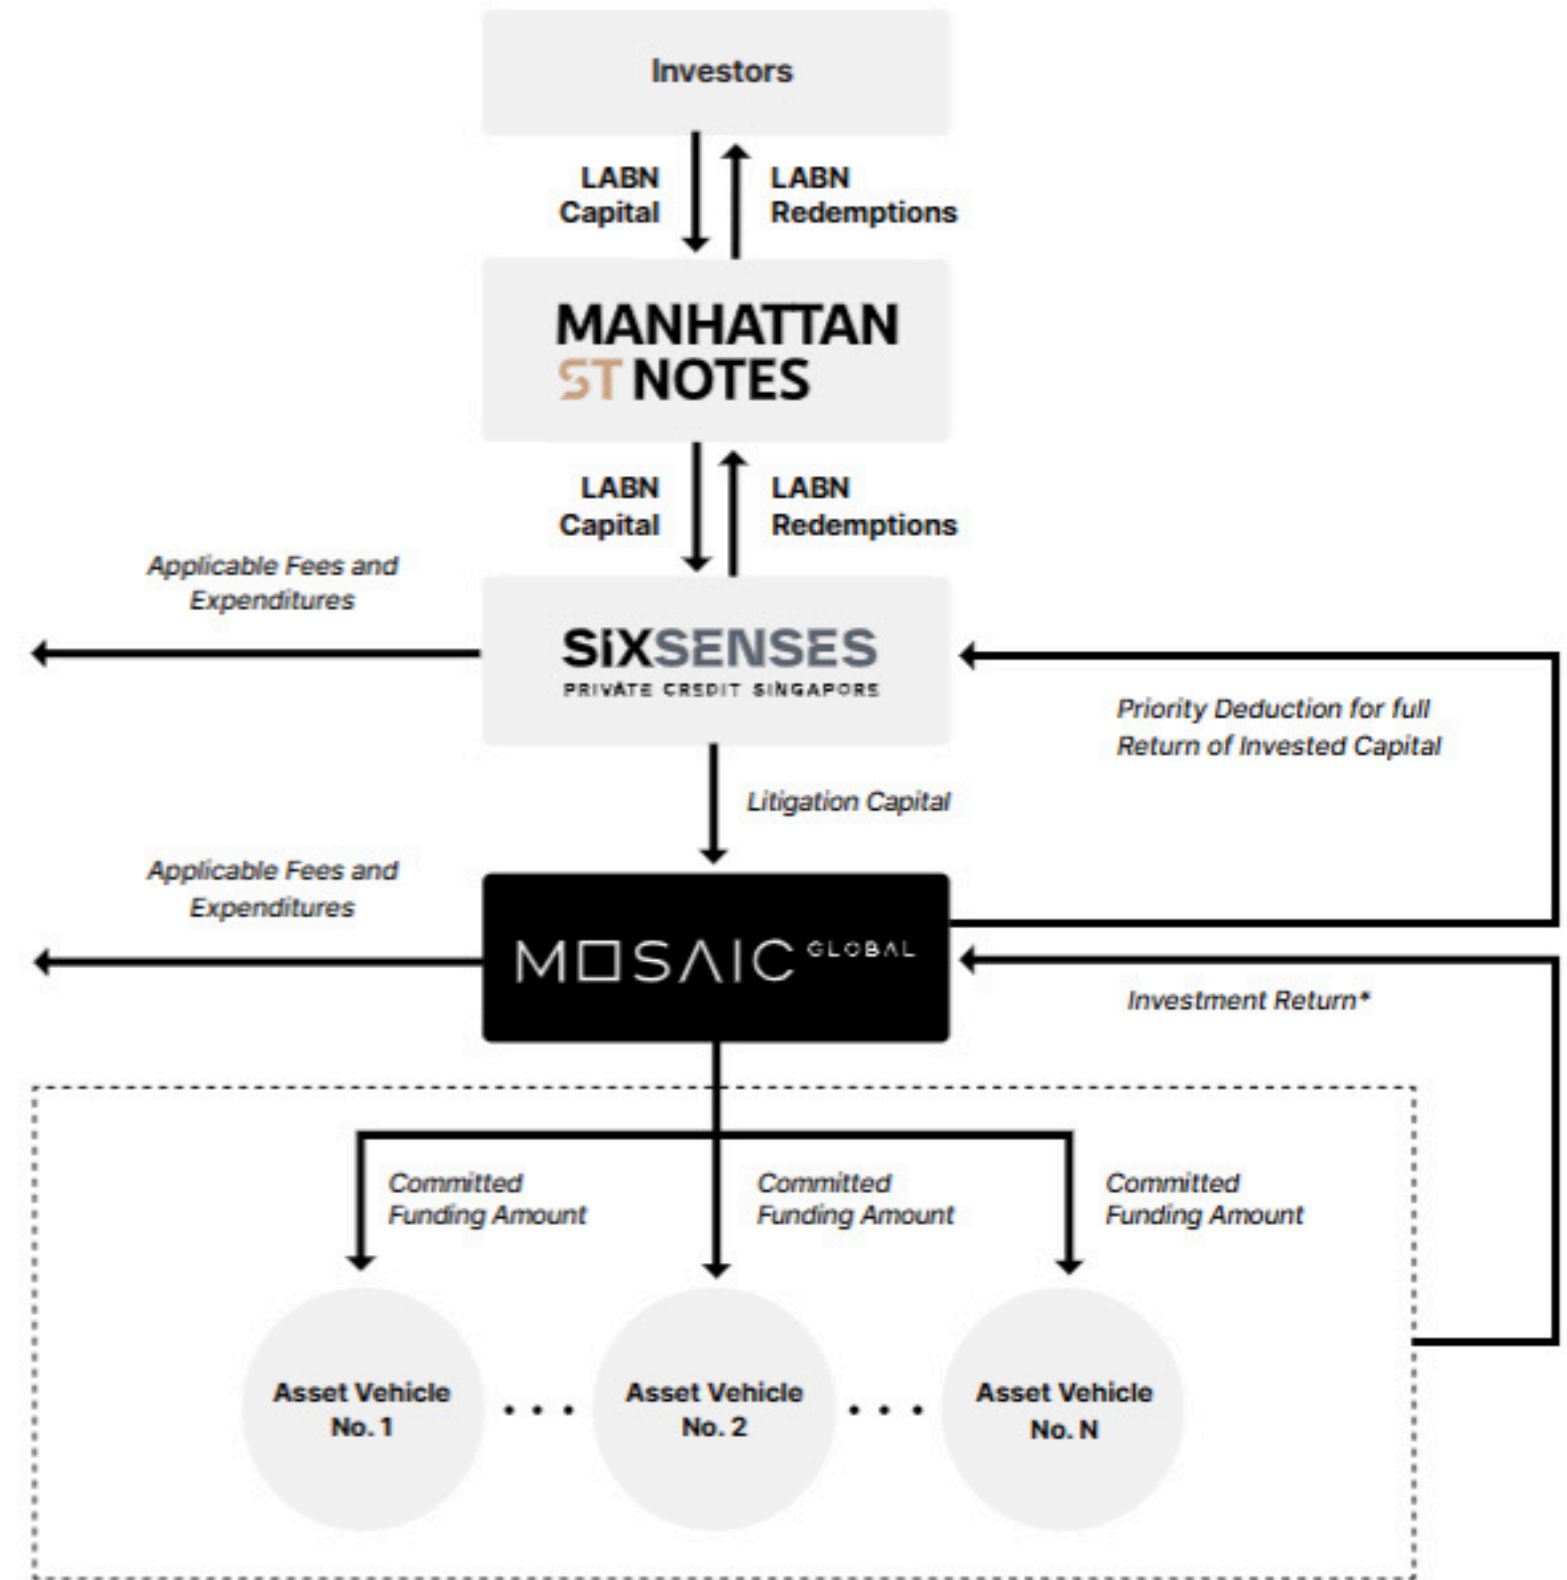 Investors
LABN
Capital
LABN
Redemptions
MANHATTAN
ST NOTES
LABN
Capital
LABN
Redemptions
Applicable Fees and
Expenditures
SIXSENSES
PRIVATE CREDIT SINGAPORE
Priority Deduction for full
Return of Invested Capital
Litigation Capital
Applicable Fees and
Expenditures
MOSAIC GLOBAL
Investment Return*
Committed
Funding Amount
Committed
Funding Amount
Committed
Funding Amount
Asset Vehicle
No. 1
Asset Vehicle
No. 2
Asset Vehicle
No. N